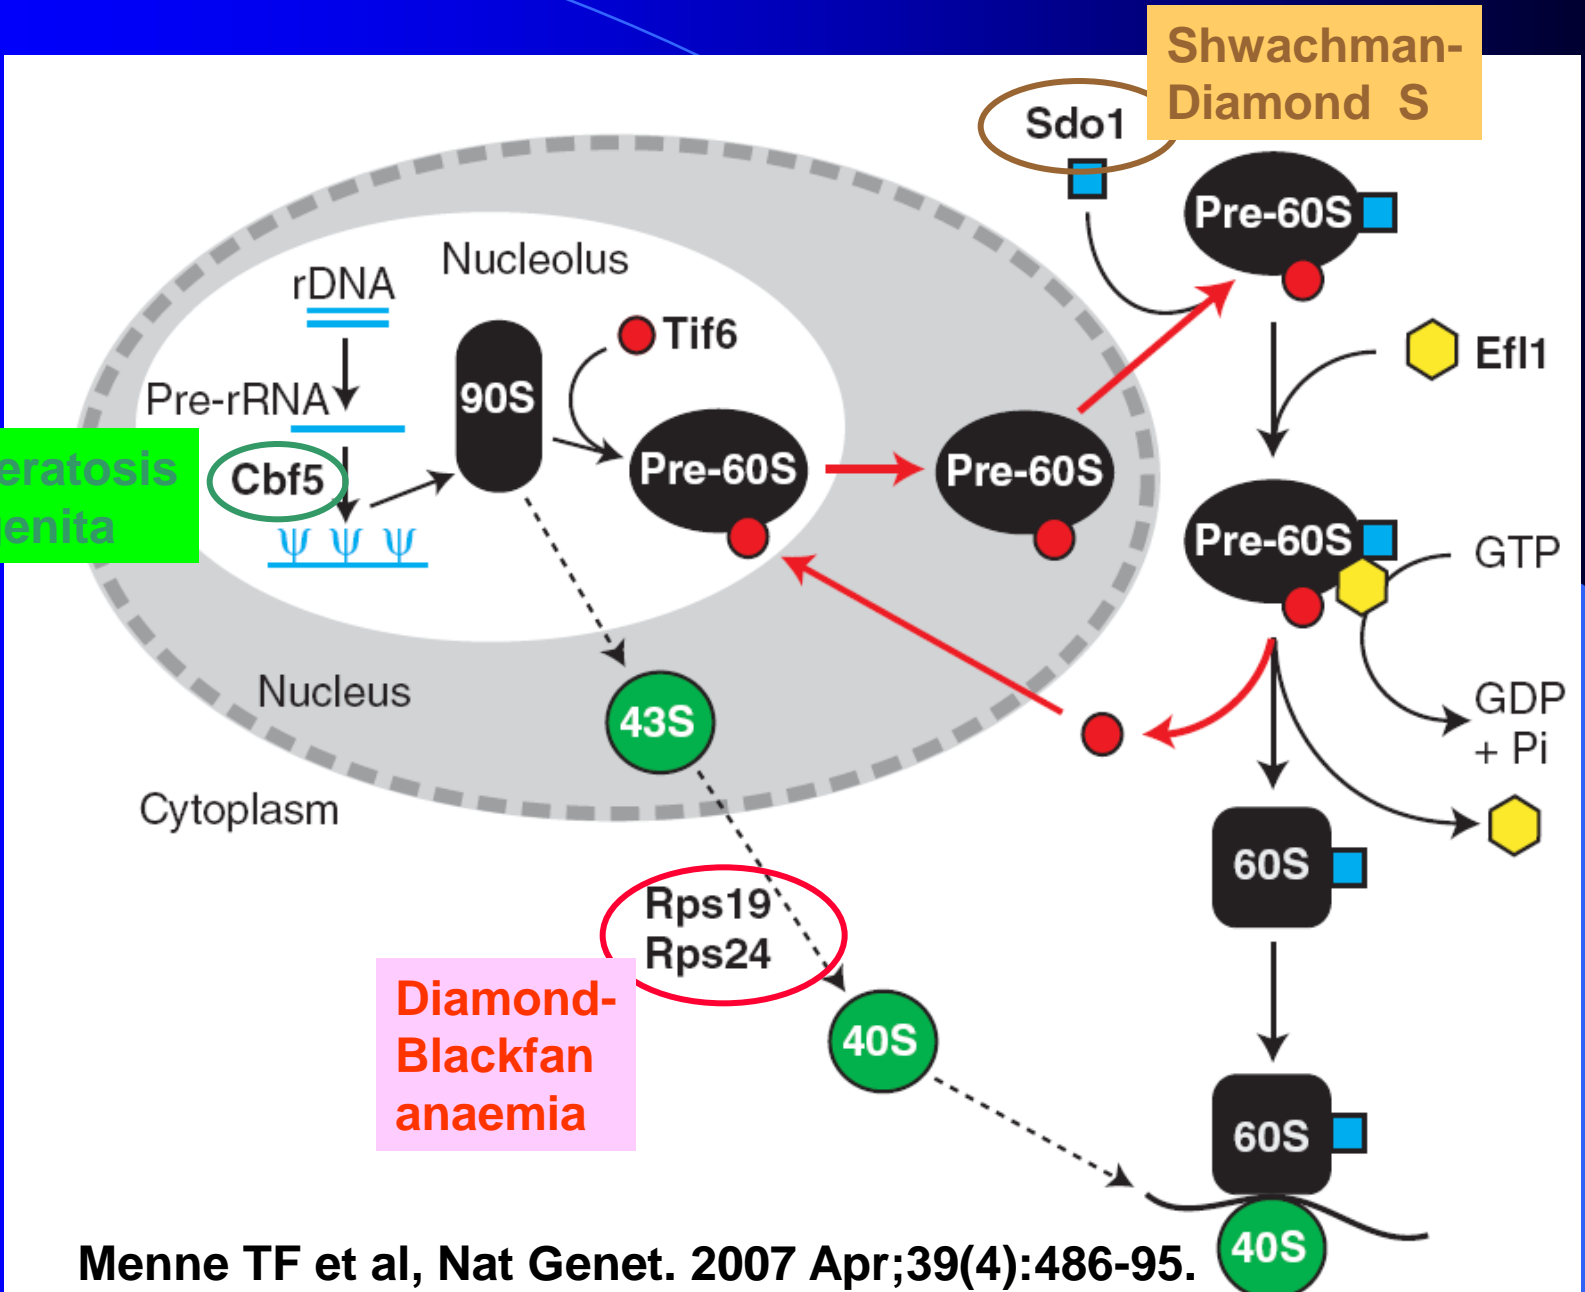 Shwachman-
Diamond S
Sdo1
Pre-60S
Nucleolus
rDNA
Tif6
Efl1
Pre-rRNA
90S
Pre-60S
Pre-60S
eratosis
enita
Cbf5
Ψ Ψ Ψ
Pre-60S
GTP
Nucleus
43S
GDP
+ Pi
Cytoplasm
60S
Rps19
Rps24
Diamond-
Blackfan
anaemia
40S
60S
40S
Menne TF et al, Nat Genet. 2007 Apr;39(4):486-95.